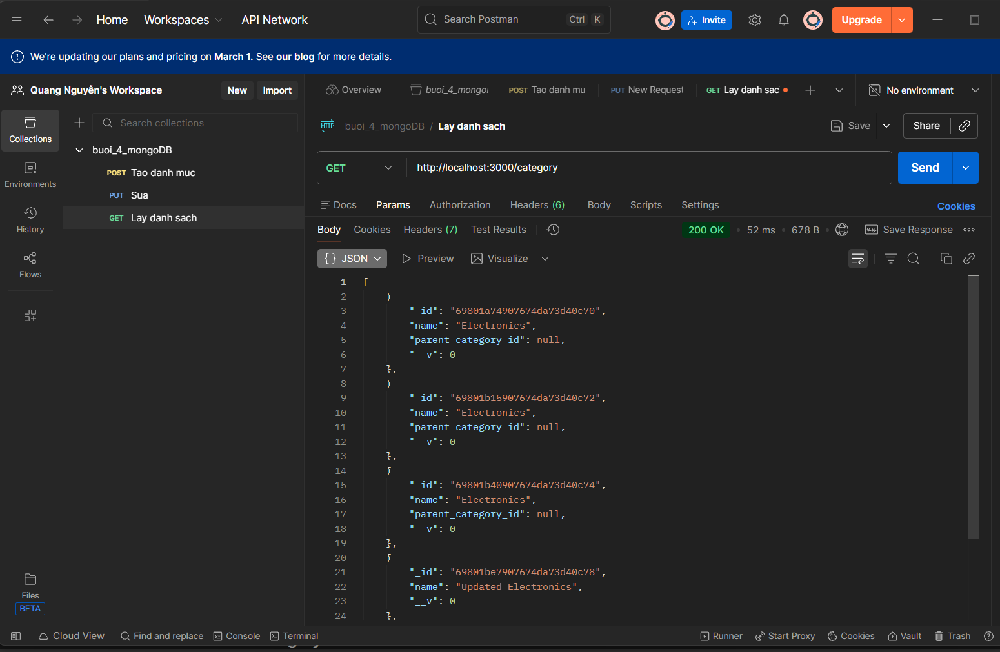 Home
Workspaces
API Network
Search Postman
Ctrl K
Invite
Upgrade
We're updating our plans and pricing on March 1. See our blog for more details.
Quang Nguyễn's Workspace
New
Import
Overview
buoi_4_mongo
POST Tao danh mu
PUT New Request
GET Lay danh sac
No environment
Collections
Environments
History
Flows
Files
BETA
Search collections
buoi_4_mongoDB
POST Tao danh muc
PUT Sua
GET Lay danh sach
HTTP buoi_4_mongoDB / Lay danh sach
Save
Share
GET
http://localhost:3000/category
Send
Docs Params Authorization Headers (6) Body Scripts Settings
Cookies
Body Cookies Headers (7) Test Results
200 OK • 52 ms • 678 B •
e.g. Save Response
{} JSON
Preview
Visualize
1 [
2 {
3 "_id": "69801a74907674da73d40c70",
4 "name": "Electronics",
5 "parent_category_id": null,
6 "__v": 0
7 },
8 {
9 "_id": "69801b15907674da73d40c72",
10 "name": "Electronics",
11 "parent_category_id": null,
12 "__v": 0
13 },
14 {
15 "_id": "69801b40907674da73d40c74",
16 "name": "Electronics",
17 "parent_category_id": null,
18 "__v": 0
19 },
20 {
21 "_id": "69801be7907674da73d40c78",
22 "name": "Updated Electronics",
23 "__v": 0
24 },
Cloud View
Find and replace
Console
Terminal
Runner
Start Proxy
Cookies
Vault
Trash